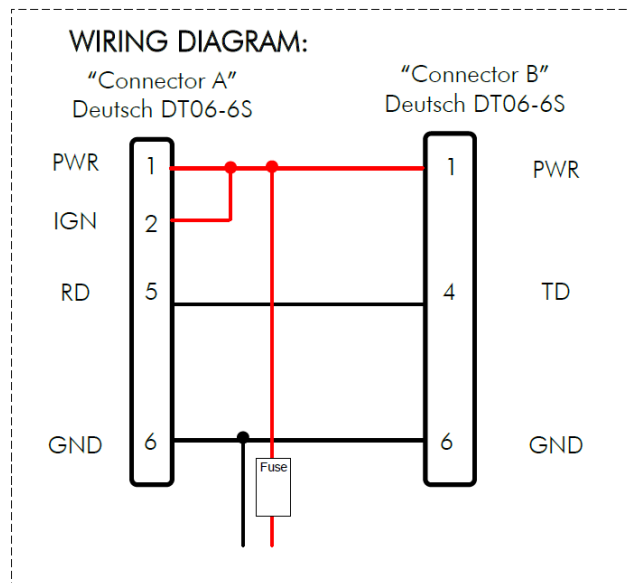 WIRING DIAGRAM:
“Connector A”
Deutsch DT06-6S
“Connector B”
Deutsch DT06-6S
PWR 1 1 PWR
IGN 2
RD 5 4 TD
GND 6 6 GND
Fuse